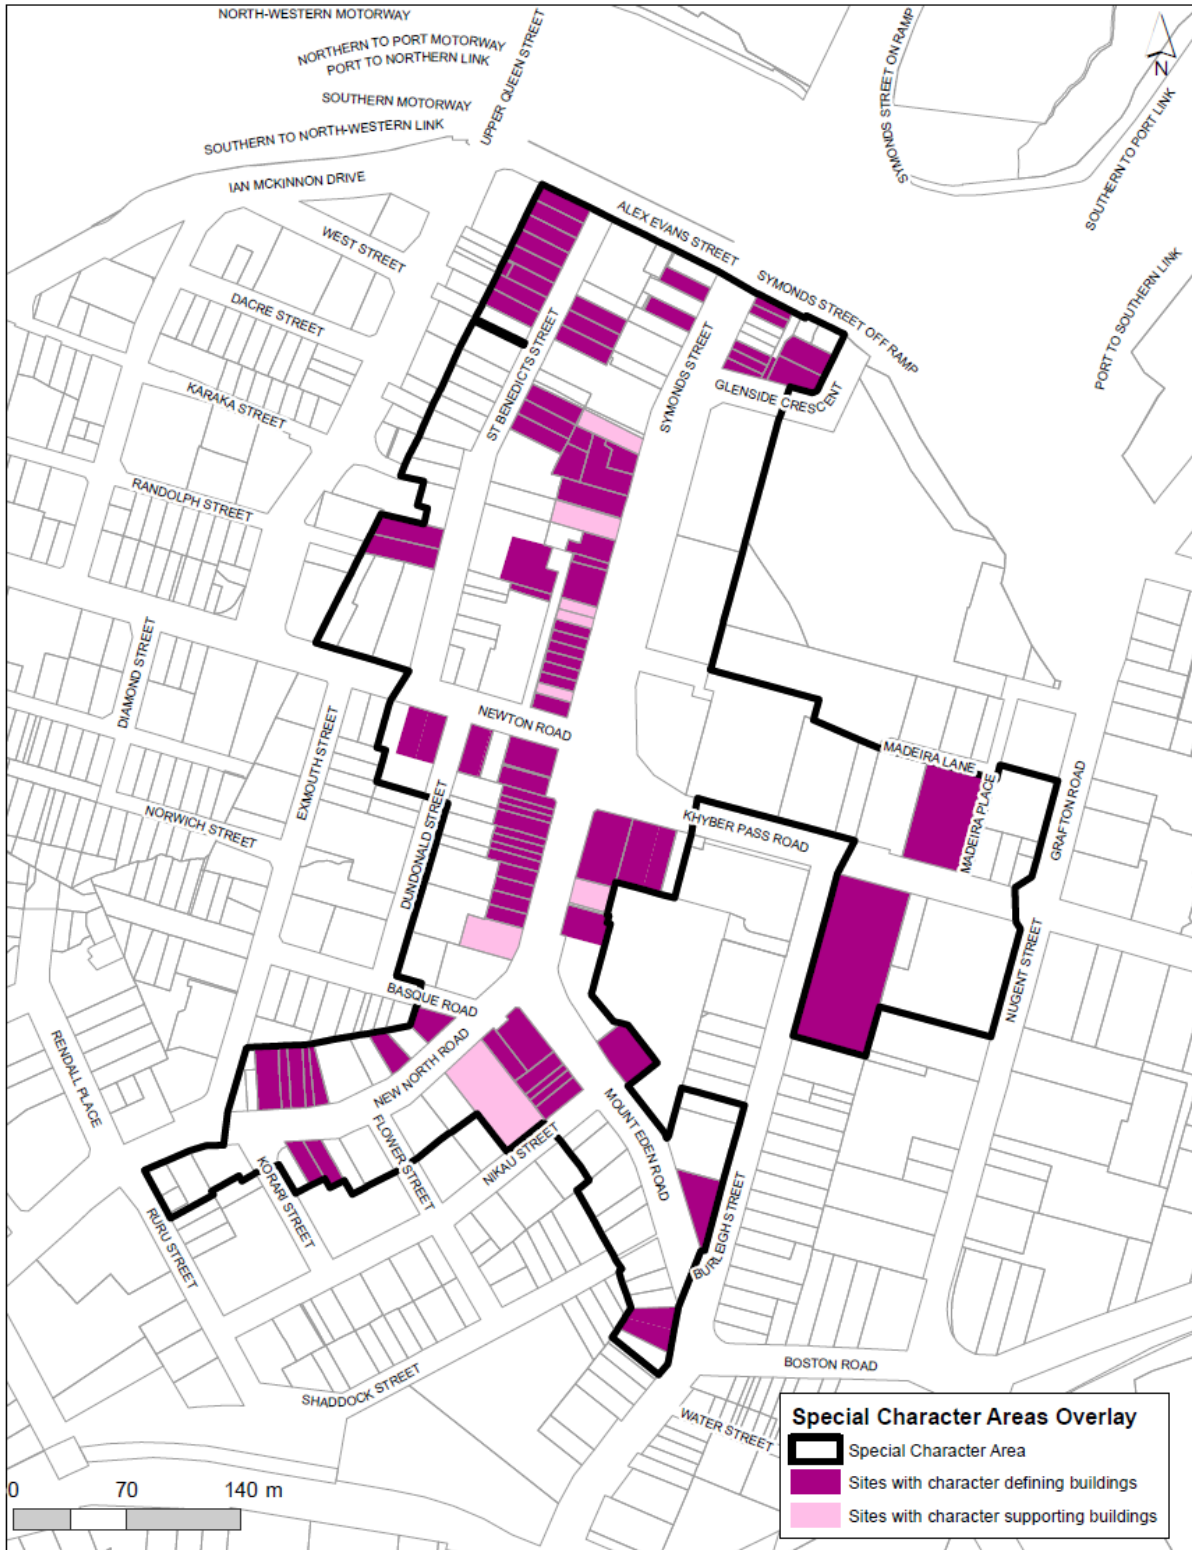 NORTH-WESTERN MOTORWAY
NORTHERN TO PORT MOTORWAY
PORT TO NORTHERN LINK
SOUTHERN MOTORWAY
SOUTHERN TO NORTH-WESTERN LINK
UPPER QUEEN STREET
SYMONDS STREET ON RAMP
N
SOUTHERN TO PORT LINK
IAN MCKINNON DRIVE
WEST STREET
ALEX EVANS STREET
SYMONDS STREET OFF RAMP
PORT TO SOUTHERN LINK
DACRE STREET
ST BENEDICTS STREET
SYMONDS STREET
GLENSIDE CRESCENT
KARAKA STREET
RANDOLPH STREET
DIAMOND STREET
EXMOUTH STREET
NEWTON ROAD
MADEIRA LANE
MADEIRA PLACE
GRAFTON ROAD
NORWICH STREET
DUNDONALD STREET
KHYBER PASS ROAD
NUGENT STREET
BASQUE ROAD
RENDALL PLACE
NEW NORTH ROAD
FLOWER STREET
NIKAU STREET
MOUNT EDEN ROAD
KORARI STREET
RURU STREET
BURLEIGH STREET
SHADDOCK STREET
BOSTON ROAD
WATER STREET
Special Character Areas Overlay
Special Character Area
Sites with character defining buildings
Sites with character supporting buildings
0 70 140 m